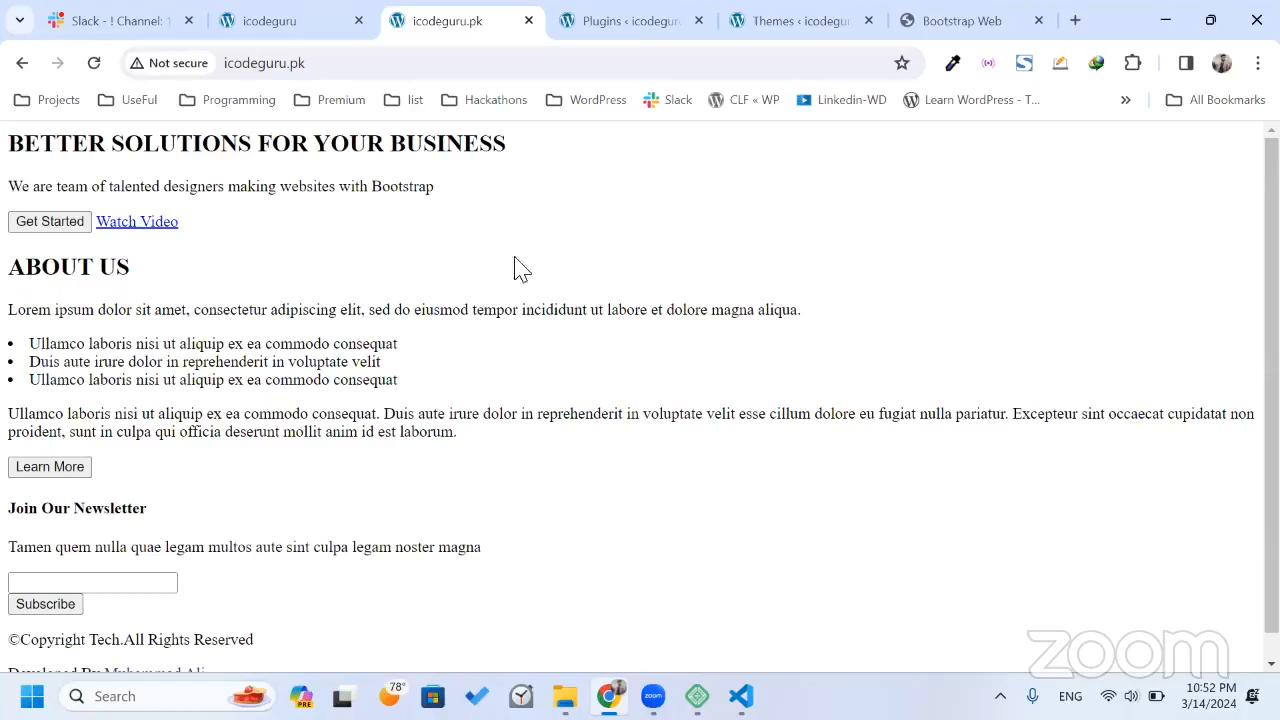 Slack - ! Channel: 1
icodeguru
icodeguru.pk
Plugins ‹ icodegur
Themes ‹ icodegu
Bootstrap Web
Not secure
icodeguru.pk
Projects
UseFul
Programming
Premium
list
Hackathons
WordPress
Slack
CLF « WP
Linkedin-WD
Learn WordPress - T...
All Bookmarks
BETTER SOLUTIONS FOR YOUR BUSINESS
We are team of talented designers making websites with Bootstrap
Get Started Watch Video
ABOUT US
Lorem ipsum dolor sit amet, consectetur adipiscing elit, sed do eiusmod tempor incididunt ut labore et dolore magna aliqua.
• Ullamco laboris nisi ut aliquip ex ea commodo consequat
• Duis aute irure dolor in reprehenderit in voluptate velit
• Ullamco laboris nisi ut aliquip ex ea commodo consequat
Ullamco laboris nisi ut aliquip ex ea commodo consequat. Duis aute irure dolor in reprehenderit in voluptate velit esse cillum dolore eu fugiat nulla pariatur. Excepteur sint occaecat cupidatat non
proident, sunt in culpa qui officia deserunt mollit anim id est laborum.
Learn More
Join Our Newsletter
Tamen quem nulla quae legam multos aute sint culpa legam noster magna
Subscribe
©Copyright Tech.All Rights Reserved
Developed By Muhammad Ali
zoom
Search
PRE
78°
zoom
ENG
10:52 PM
3/14/2024